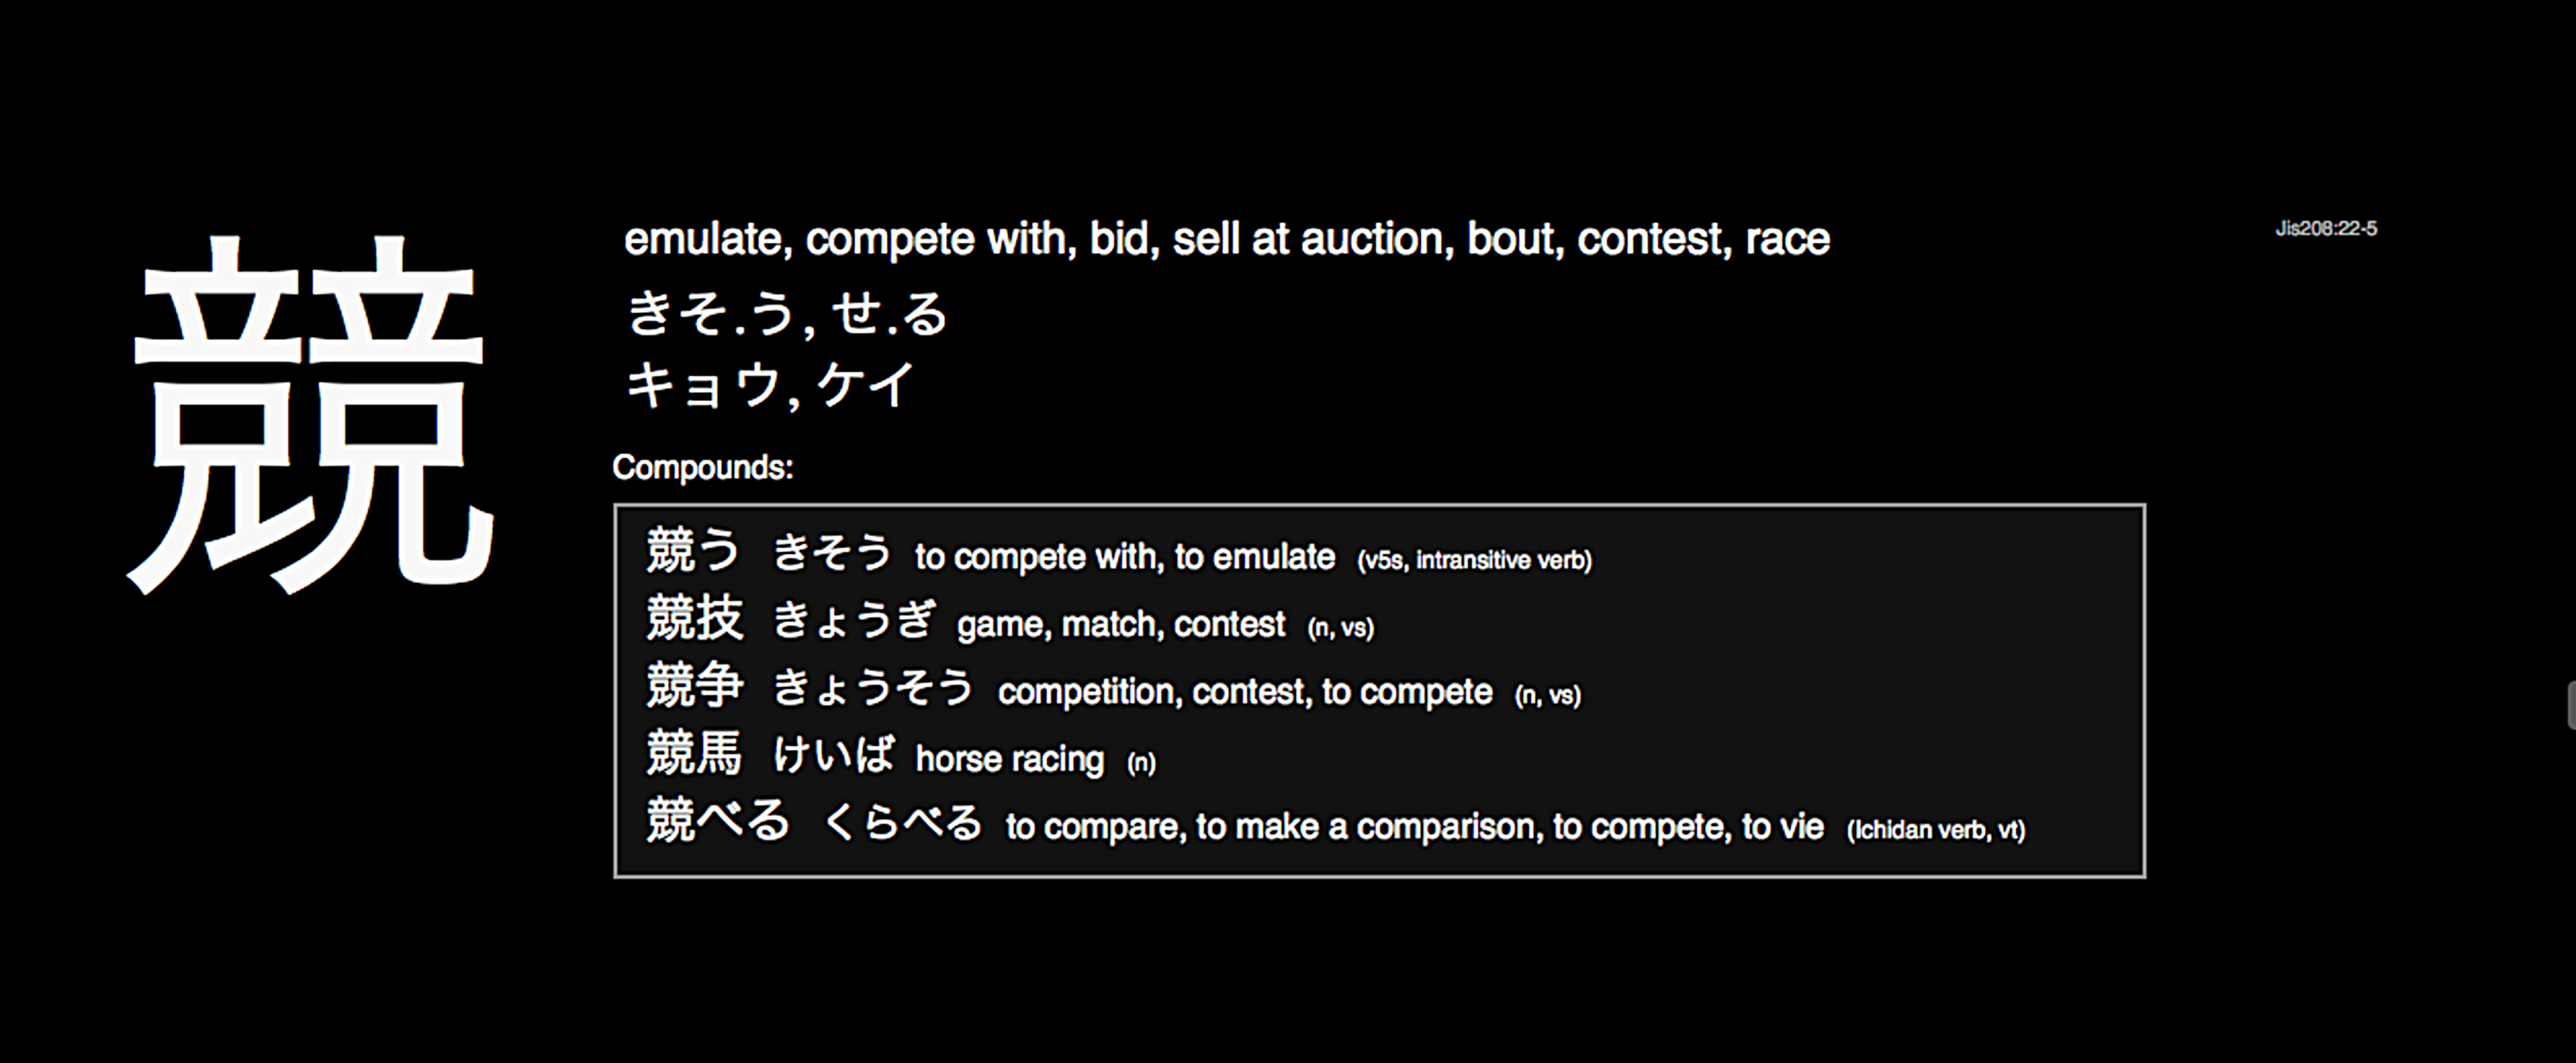 競
emulate, compete with, bid, sell at auction, bout, contest, race
Jis208:22-5
きそ.う, せ.る
キョウ, ケイ
Compounds:
競う きそう to compete with, to emulate (v5s, intransitive verb)
競技 きょうぎ game, match, contest (n, vs)
競争 きょうそう competition, contest, to compete (n, vs)
競馬 けいば horse racing (n)
競べる くらべる to compare, to make a comparison, to compete, to vie (Ichidan verb, vt)